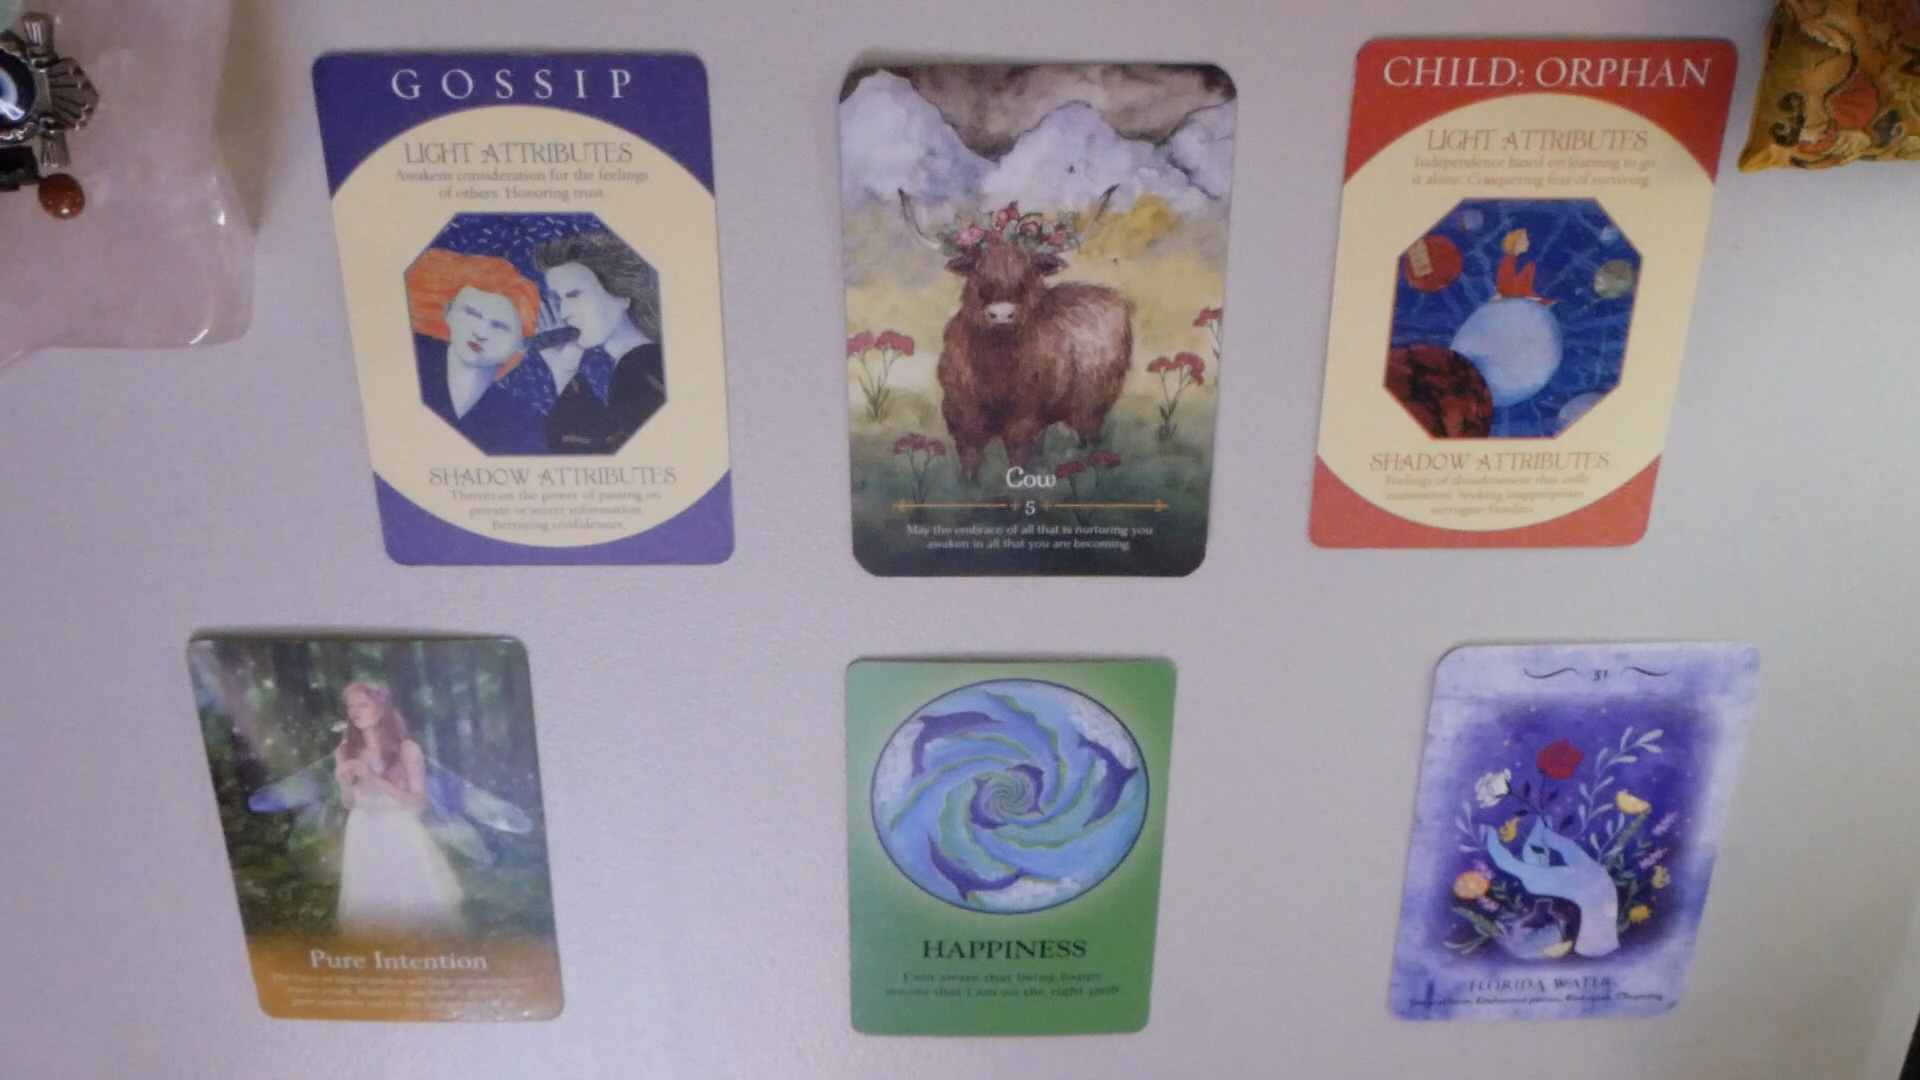 GOSSIP
LIGHT ATTRIBUTES
Awakens consideration for the feelings
of others. Honoring trust.
SHADOW ATTRIBUTES
Thrives on the power of passing on
private or secret information.
Betraying confidences.
Cow
5
May the embrace of all that is nurturing you
awaken in all that you are becoming.
CHILD: ORPHAN
LIGHT ATTRIBUTES
Independence based on learning to go
it alone. Conquering fear of surviving.
SHADOW ATTRIBUTES
Feelings of abandonment that stifle
maturation. Seeking inappropriate
surrogate families.
Pure Intention
HAPPINESS
I am aware that being happy
means that I am on the right path
31
FLORIDA WATER
Cleansing